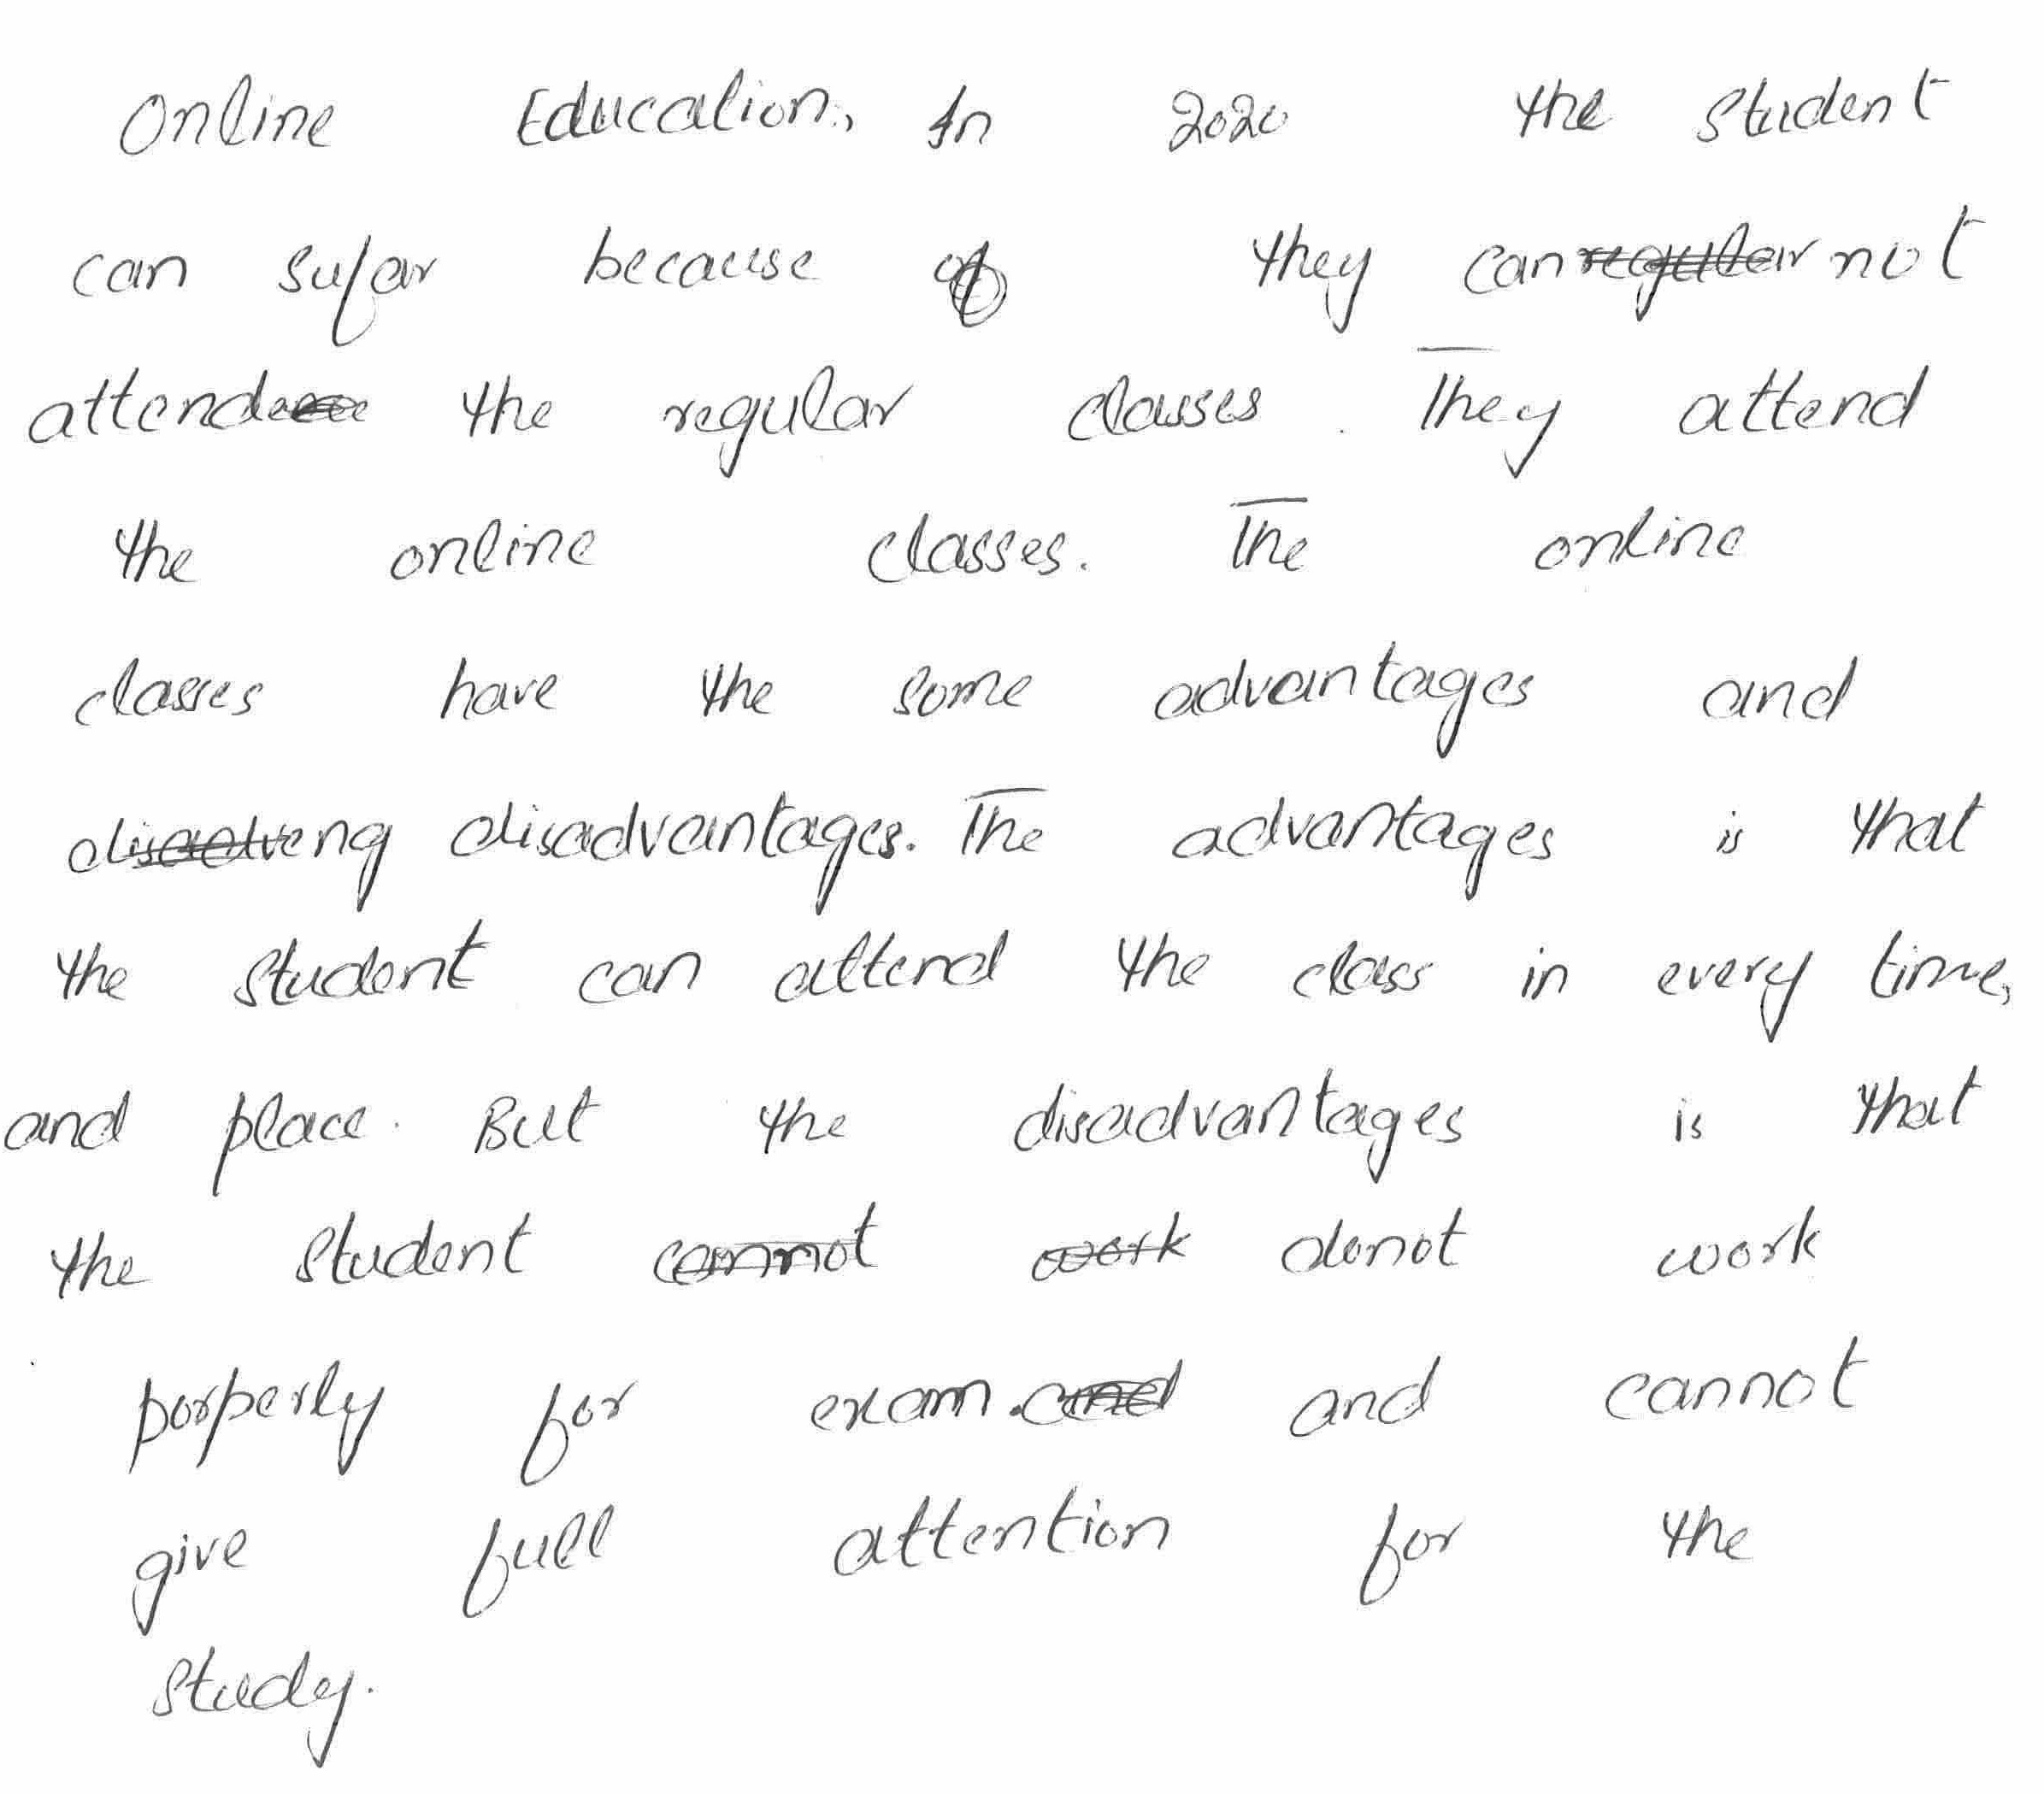 Online Education, In 2020 the student
can sufar because they can not
attend the regular classes. They attend
the online classes. The online
classes have the some advantages and
disadvantages. The advantages is that
the student can attend the class in every time,
and place. But the disadvantages is that
the student donot work
porperly for exam. and cannot
give full attention for the
study.